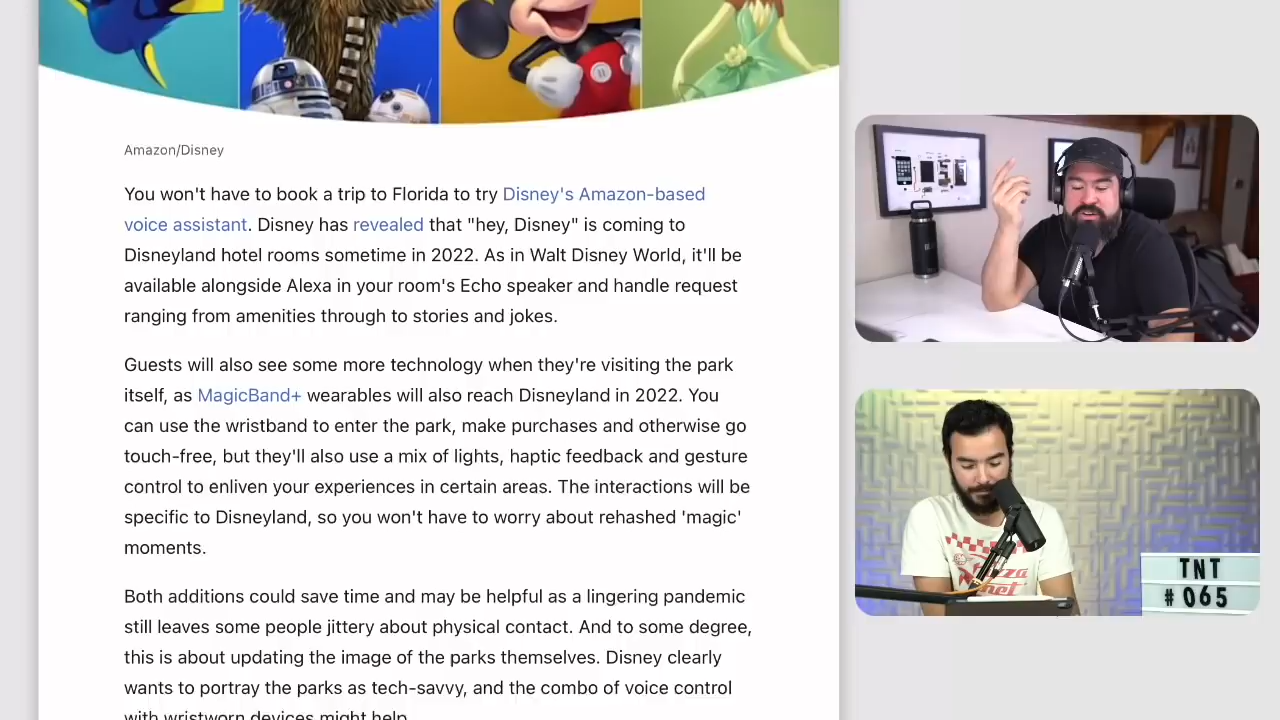 Amazon/Disney
You won't have to book a trip to Florida to try Disney's Amazon-based
voice assistant. Disney has revealed that "hey, Disney" is coming to
Disneyland hotel rooms sometime in 2022. As in Walt Disney World, it'll be
available alongside Alexa in your room's Echo speaker and handle request
ranging from amenities through to stories and jokes.
Guests will also see some more technology when they're visiting the park
itself, as MagicBand+ wearables will also reach Disneyland in 2022. You
can use the wristband to enter the park, make purchases and otherwise go
touch-free, but they'll also use a mix of lights, haptic feedback and gesture
control to enliven your experiences in certain areas. The interactions will be
specific to Disneyland, so you won't have to worry about rehashed 'magic'
moments.
Both additions could save time and may be helpful as a lingering pandemic
still leaves some people jittery about physical contact. And to some degree,
this is about updating the image of the parks themselves. Disney clearly
wants to portray the parks as tech-savvy, and the combo of voice control
with wristworn devices might help.
TNT
# 065